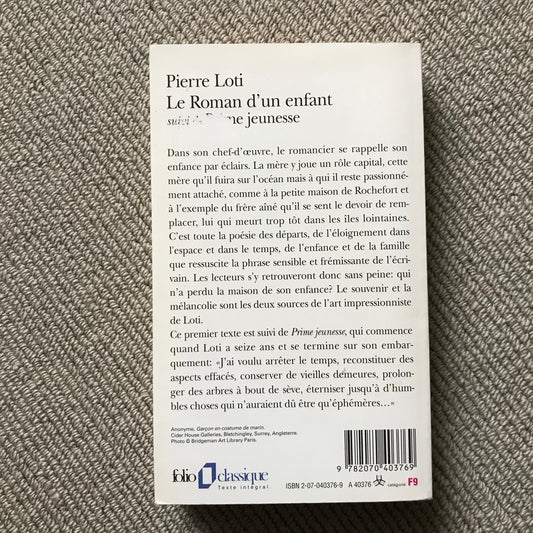 Pierre Loti
Le Roman d'un enfant
suivi de Prime jeunesse
Dans son chef-d'œuvre, le romancier se rappelle son
enfance par éclairs. La mère y joue un rôle capital, cette
mère qu'il fuira sur l'océan mais à qui il reste passionné-
ment attaché, comme à la petite maison de Rochefort et
à l'exemple du frère aîné qu'il se sent le devoir de rem-
placer, lui qui meurt trop tôt dans les îles lointaines.
C'est toute la poésie des départs, de l'éloignement dans
l'espace et dans le temps, de l'enfance et de la famille
que ressuscite la phrase sensible et frémissante de l'écri-
vain. Les lecteurs s'y retrouveront donc sans peine: qui
n'a perdu la maison de son enfance? Le souvenir et la
mélancolie sont les deux sources de l'art impressionniste
de Loti.
Ce premier texte est suivi de Prime jeunesse, qui commence
quand Loti a seize ans et se termine sur son embar-
quement: «J'ai voulu arrêter le temps, reconstituer des
aspects effacés, conserver de vieilles demeures, prolon-
ger des arbres à bout de sève, éterniser jusqu'à d'hum-
bles choses qui n'auraient dû être qu'éphémères...»
Anonyme, Garçon en costume de marin.
Cider House Galleries, Bletchingley, Surrey, Angleterre.
Photo © Bridgeman Art Library Paris.
folio classique
Texte intégral
9 782070 403769
ISBN 2-07-040376-9 A 40376 catégorie F9